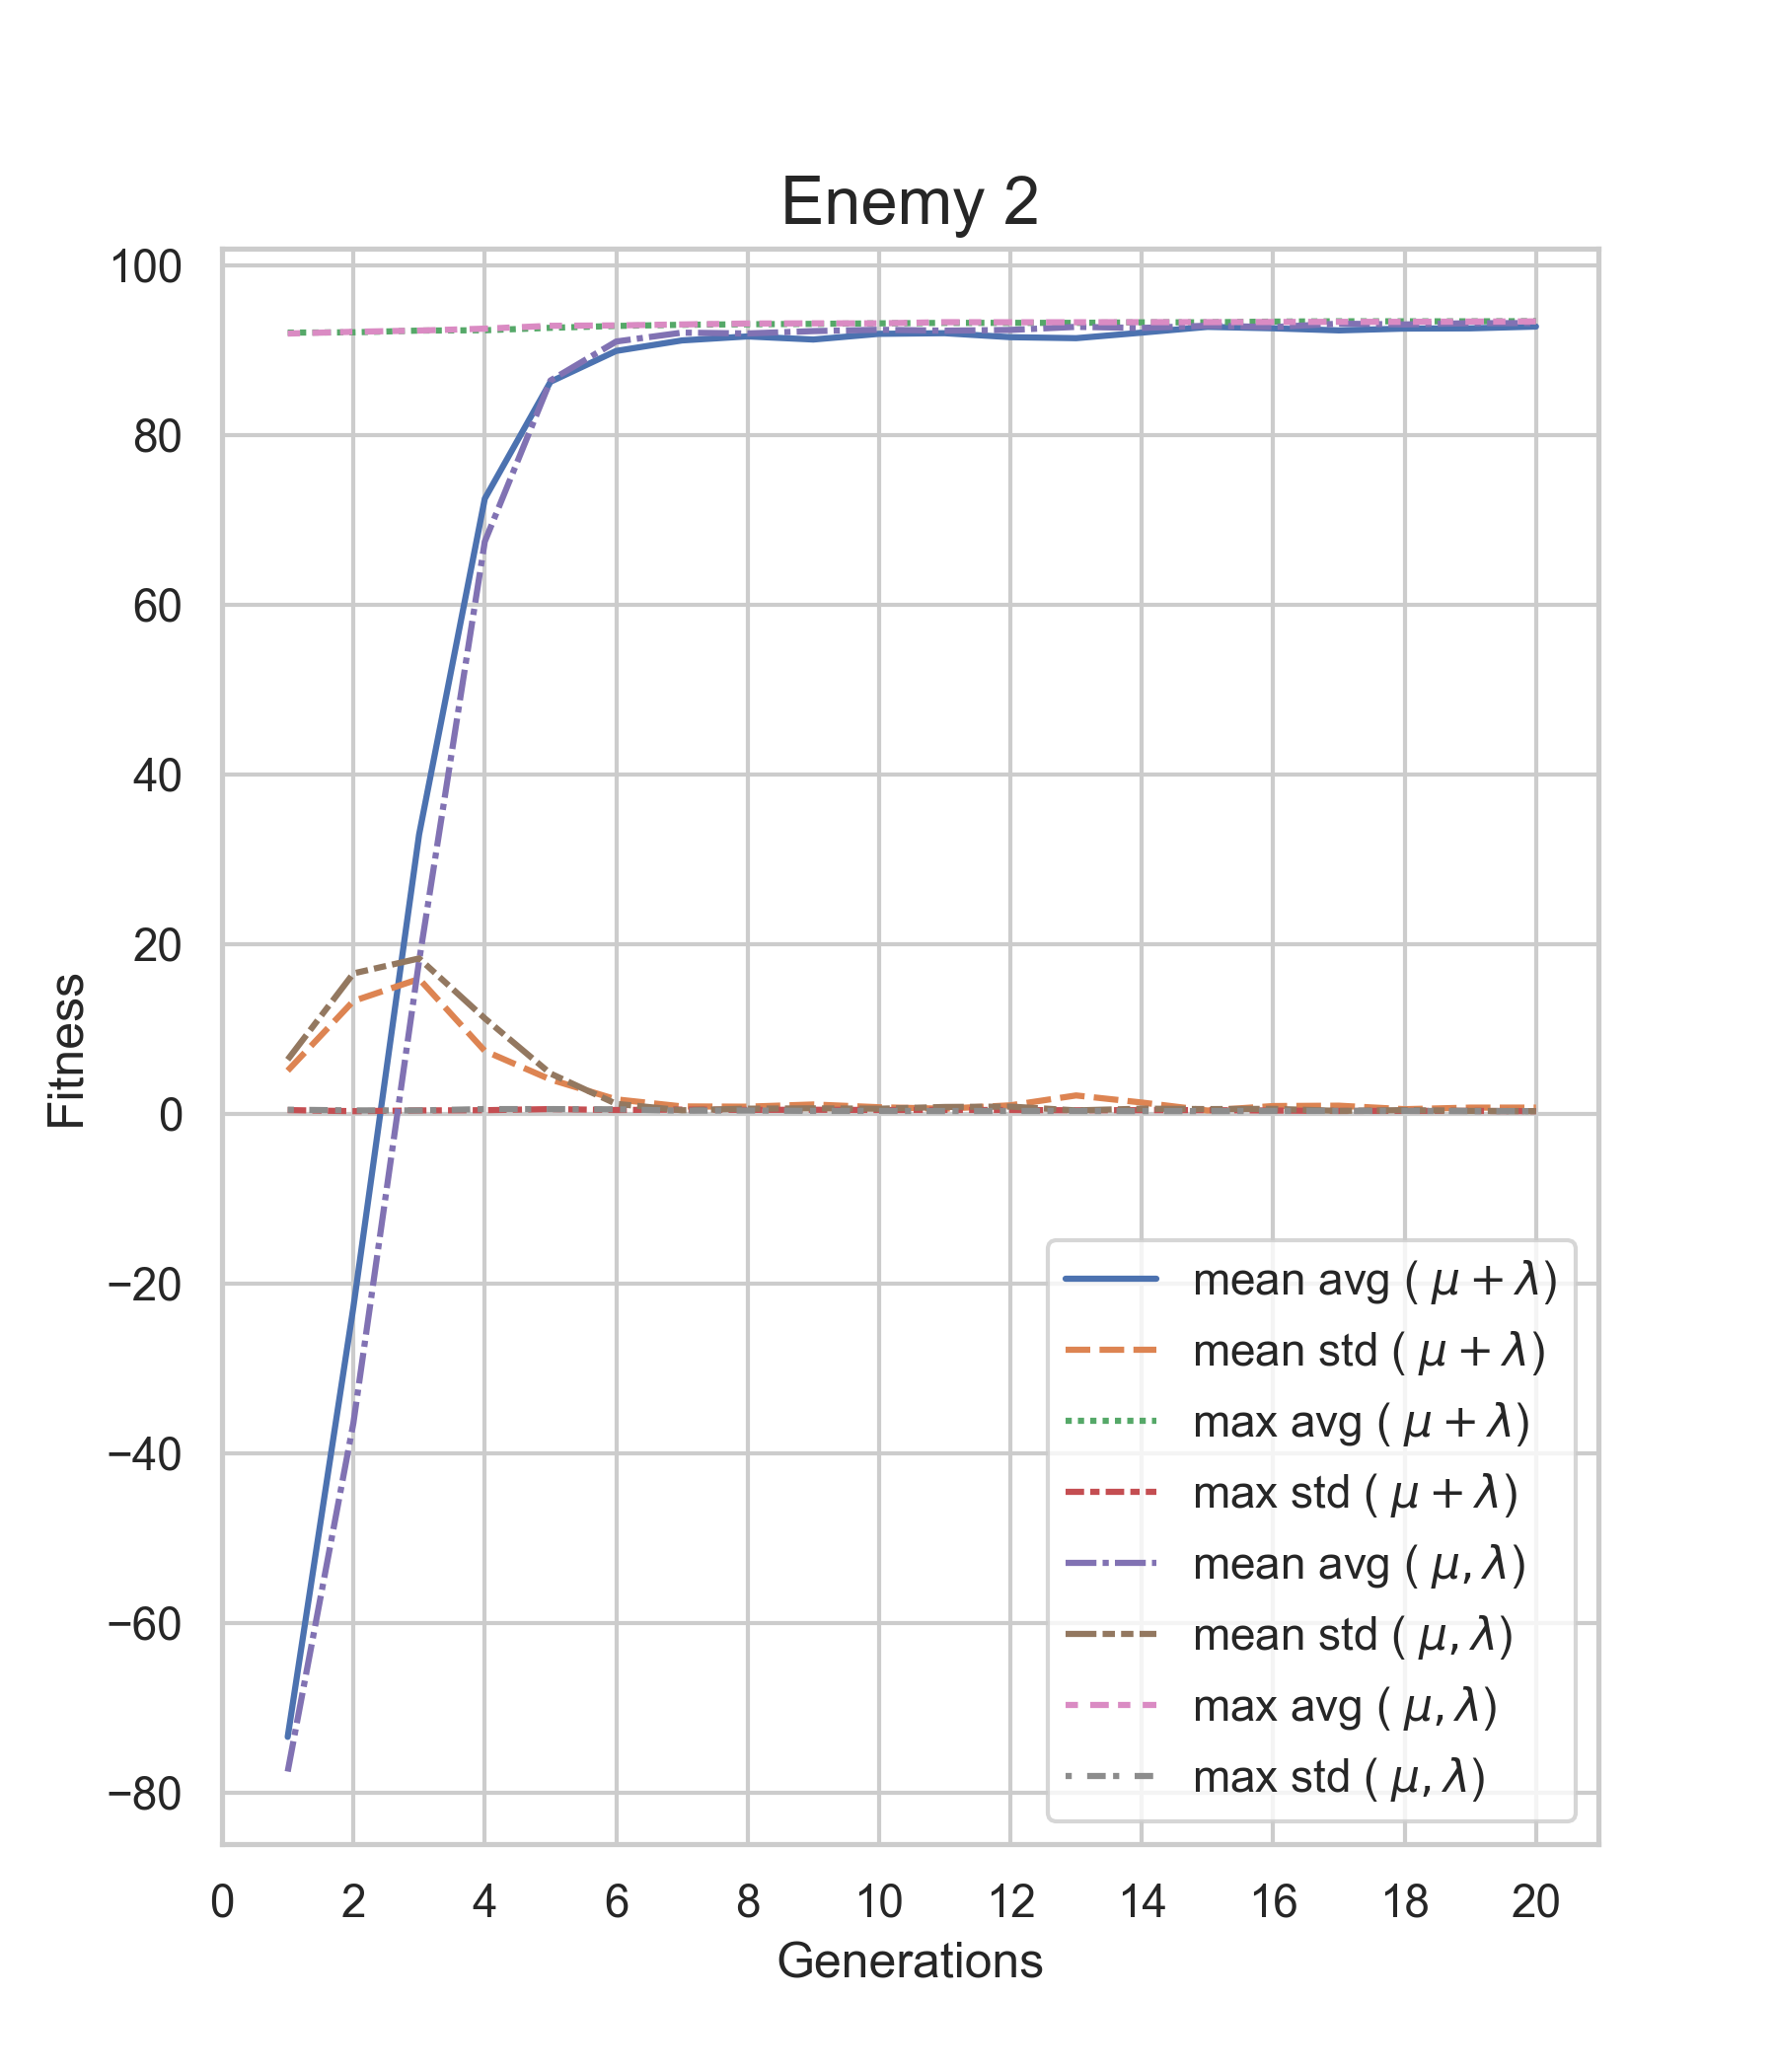 Enemy 2
100
80
60
40
20
0
−20
−40
−60
−80
Fitness
mean avg ( μ + λ)
mean std ( μ + λ)
max avg ( μ + λ)
max std ( μ + λ)
mean avg ( μ, λ)
mean std ( μ, λ)
max avg ( μ, λ)
max std ( μ, λ)
0 2 4 6 8 10 12 14 16 18 20
Generations